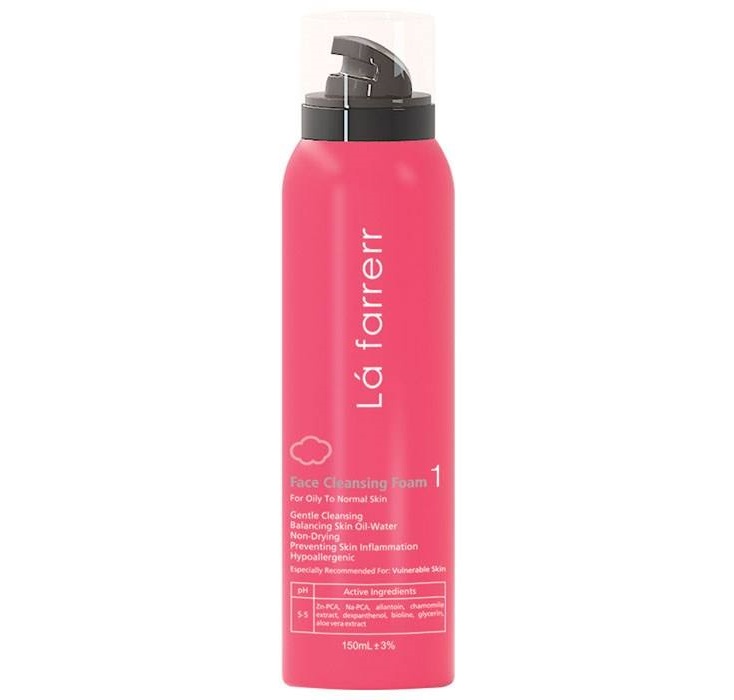 Lá farrerr
Face Cleansing Foam 1
For Oily To Normal Skin
Gentle Cleansing
Balancing Skin Oil-Water
Non-Drying
Preventing Skin Inflammation
Hypoallergenic
Especially Recommended For: Vulnerable Skin
pH Active Ingredients
5-5 Zn-PCA, Na-PCA, allantoin, chamomile
extract, dexpanthenol, bioline, glycerin,
aloe vera extract
150mL±3%